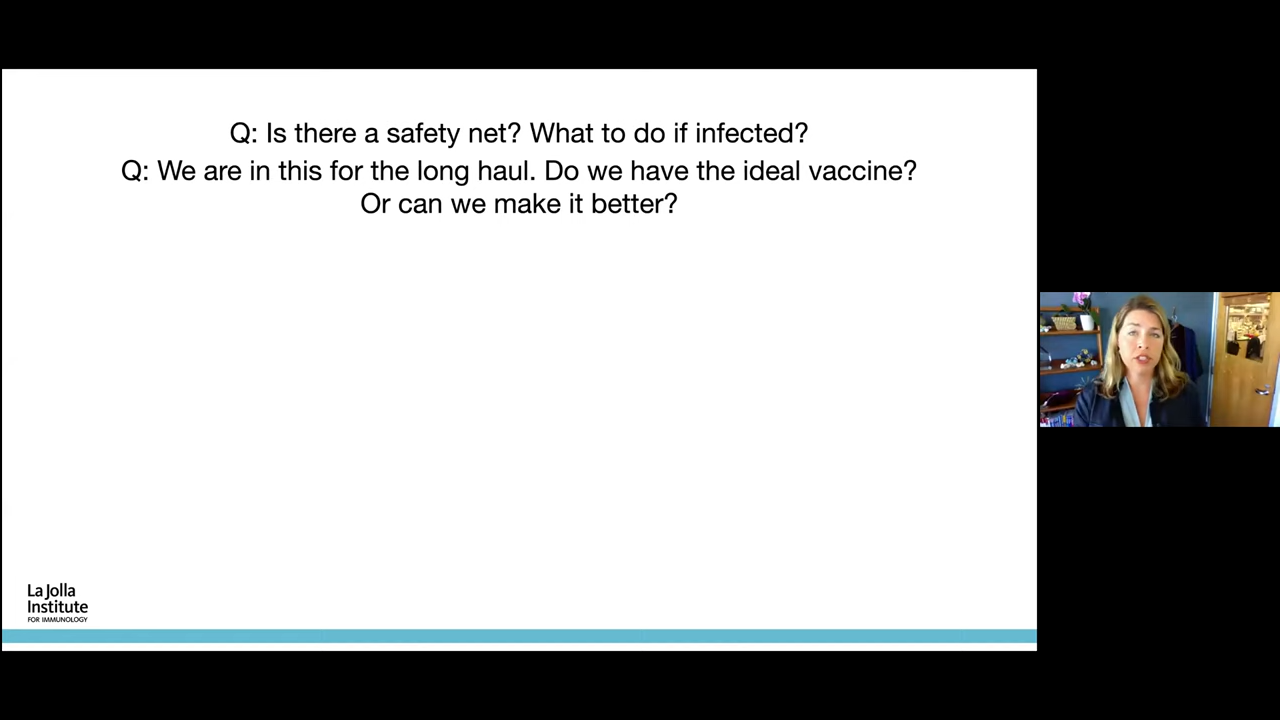 Q: Is there a safety net? What to do if infected?
Q: We are in this for the long haul. Do we have the ideal vaccine?
Or can we make it better?
La Jolla
Institute
FOR IMMUNOLOGY